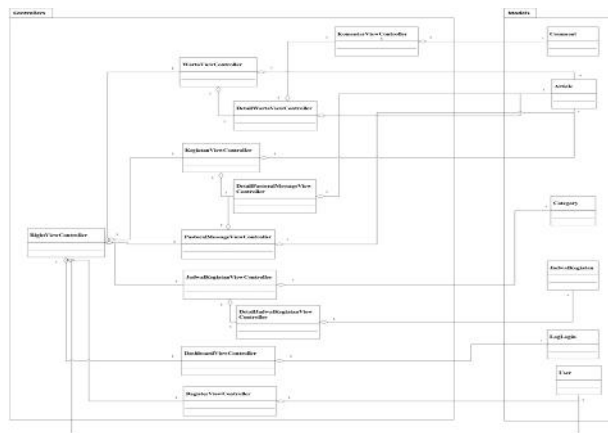 Controllers
Models
KomentarViewController
Comment
WartaViewController
Article
DetailWartaViewController
KegiatanViewController
DetailPastoralMessageView
Controller
Category
RightViewController
PastoralMessageViewController
JadwalKegiatanViewController
JadwalKegiatan
DetailJadwalKegiatanView
Controller
LogLogin
DashboardViewController
User
RegisterViewController